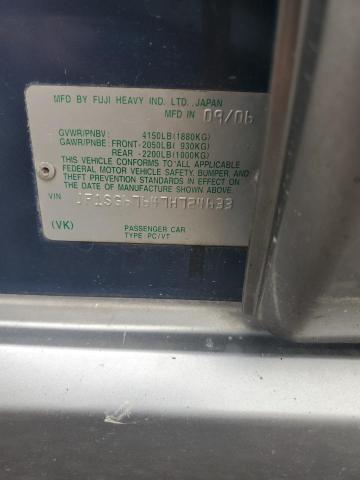 MFD BY FUJI HEAVY IND. LTD., JAPAN
MFD IN 09/06
GVWR/PNBV: 4150LB(1880KG)
GAWR/PNBE: FRONT-2050LB( 930KG)
REAR -2200LB(1000KG)
THIS VEHICLE CONFORMS TO ALL APPLICABLE
FEDERAL MOTOR VEHICLE SAFETY, BUMPER, AND
THEFT PREVENTION STANDARDS IN EFFECT ON
THE DATE OF MANUFACTURE SHOWN ABOVE.
VIN
(VK) PASSENGER CAR
TYPE-PC/VT